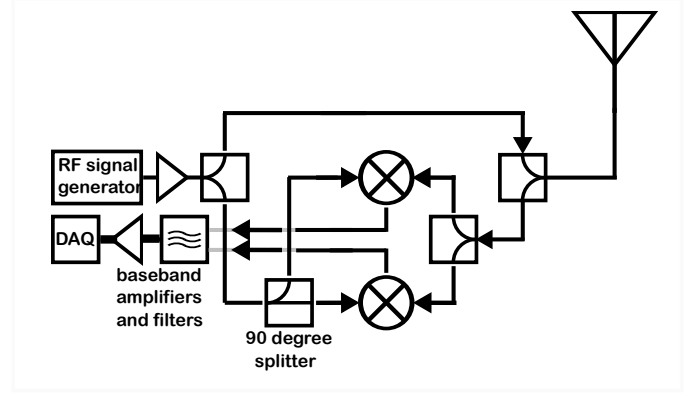 RF signal
generator
DAQ
baseband
amplifiers
and filters
90 degree
splitter